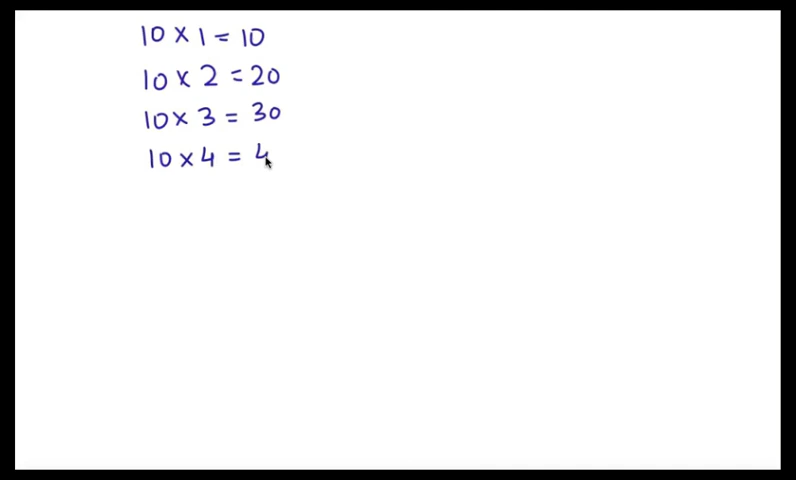 10 × 1 = 10
10 × 2 = 20
10 × 3 = 30
10 × 4 = 4